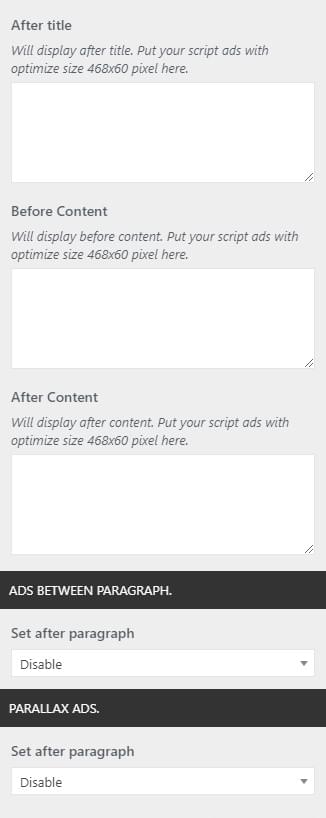 After title
Will display after title. Put your script ads with
optimize size 468x60 pixel here.
Before Content
Will display before content. Put your script ads with
optimize size 468x60 pixel here.
After Content
Will display after content. Put your script ads with
optimize size 468x60 pixel here.
ADS BETWEEN PARAGRAPH.
Set after paragraph
Disable
PARALLAX ADS.
Set after paragraph
Disable